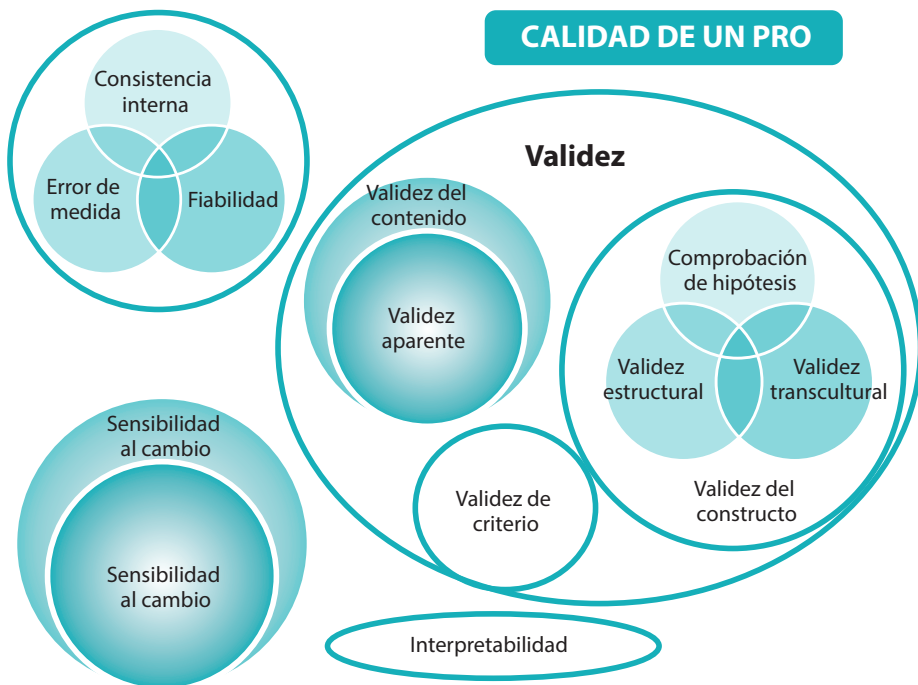 CALIDAD DE UN PRO
Consistencia
interna
Error de
medida
Fiabilidad
Validez
Validez del
contenido
Validez
aparente
Comprobación
de hipótesis
Validez
estructural
Validez
transcultural
Validez del
constructo
Validez de
criterio
Sensibilidad
al cambio
Sensibilidad
al cambio
Interpretabilidad